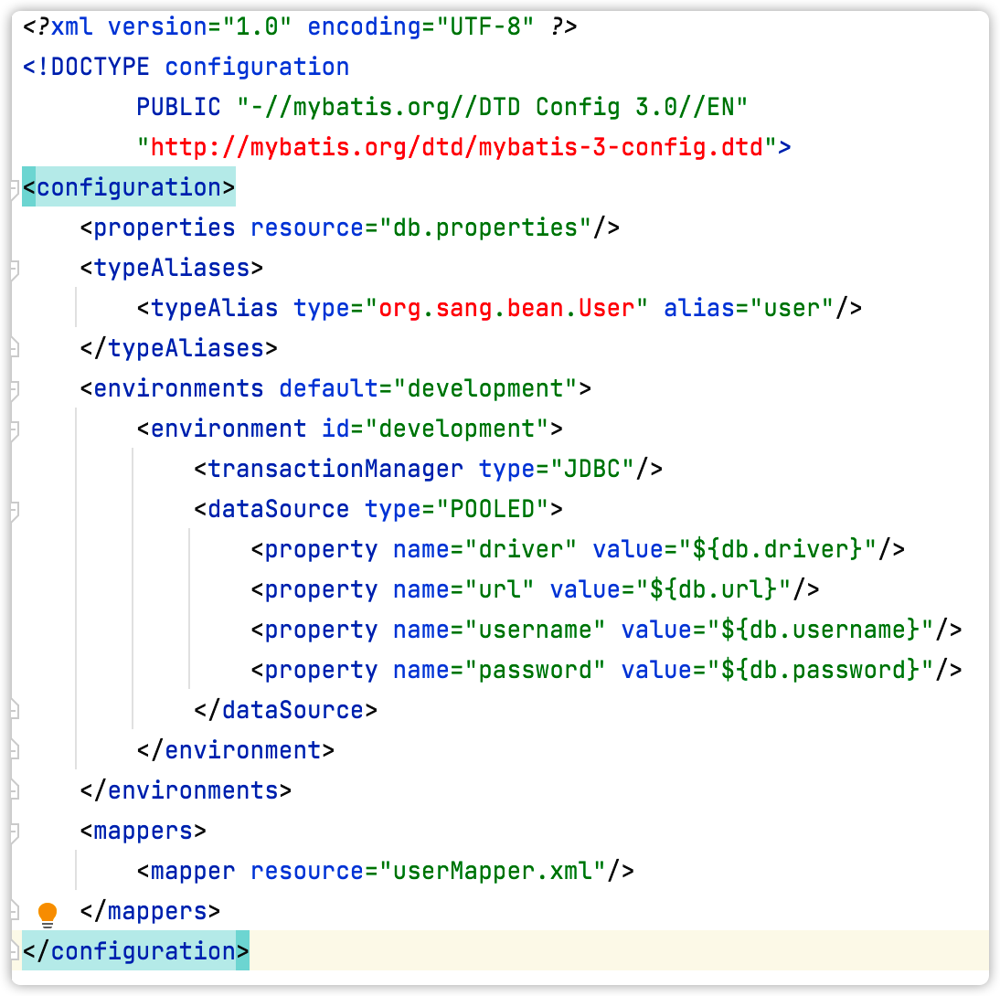 <?xml version="1.0" encoding="UTF-8" ?>
<!DOCTYPE configuration
        PUBLIC "-//mybatis.org//DTD Config 3.0//EN"
        "http://mybatis.org/dtd/mybatis-3-config.dtd">
<configuration>
    <properties resource="db.properties"/>
    <typeAliases>
        <typeAlias type="org.sang.bean.User" alias="user"/>
    </typeAliases>
    <environments default="development">
        <environment id="development">
            <transactionManager type="JDBC"/>
            <dataSource type="POOLED">
                <property name="driver" value="${db.driver}"/>
                <property name="url" value="${db.url}"/>
                <property name="username" value="${db.username}"/>
                <property name="password" value="${db.password}"/>
            </dataSource>
        </environment>
    </environments>
    <mappers>
        <mapper resource="userMapper.xml"/>
    </mappers>
</configuration>